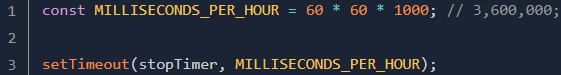 1 const MILLISECONDS_PER_HOUR = 60 * 60 * 1000; // 3,600,000;
2
3 setTimeout(stopTimer, MILLISECONDS_PER_HOUR);